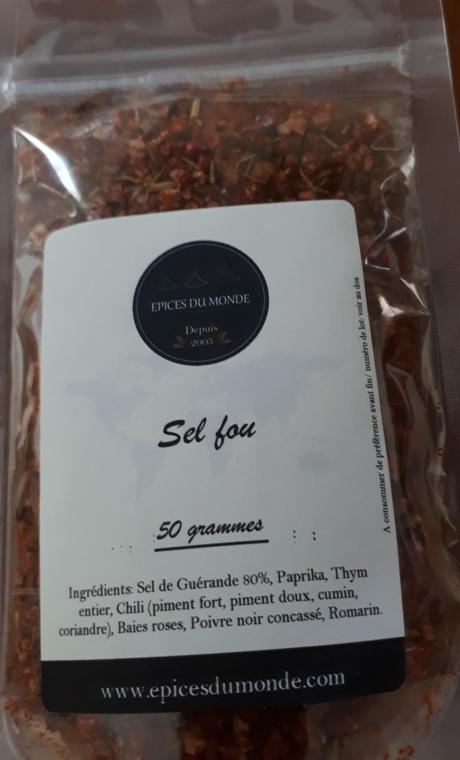 EPICES DU MONDE
Depuis
2005
Sel fou
50 grammes
Ingrédients: Sel de Guérande 80%, Paprika, Thym
entier, Chili (piment fort, piment doux, cumin,
coriandre), Baies roses, Poivre noir concassé, Romarin.
www.epicesdumonde.com
A consommer de préférence avant fin/ numéro de lot: voir au dos